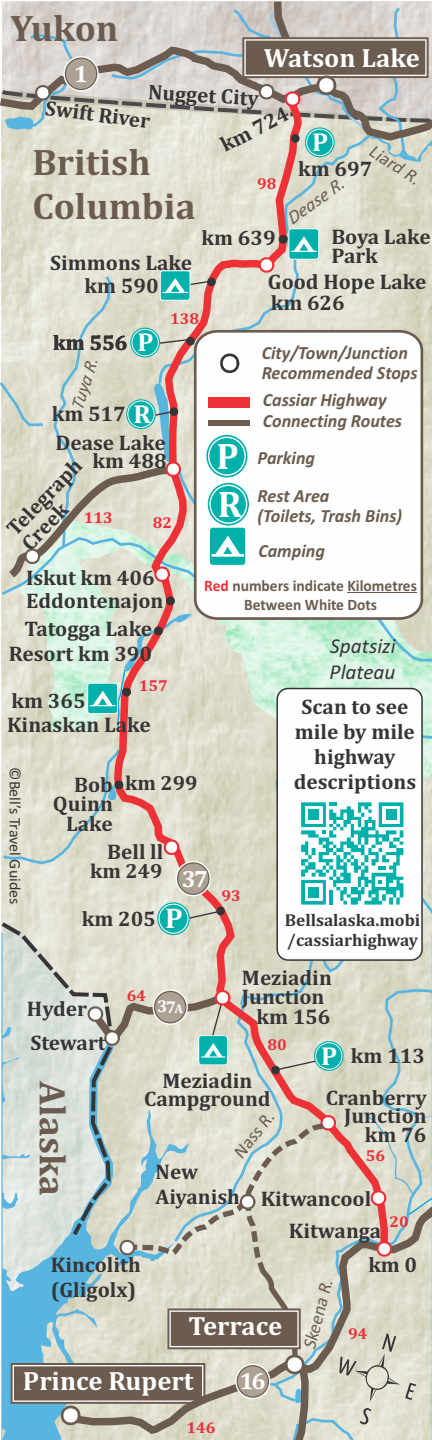 Yukon
Watson Lake
1
Nugget City
Swift River
km 724
P
km 697
Liard R.
British
Columbia
98
Dease R.
km 639
Boya Lake
Park
Simmons Lake
km 590
Good Hope Lake
km 626
138
km 556
P
Tuya R.
km 517
R
Dease Lake
km 488
City/Town/Junction
Recommended Stops
Cassiar Highway
Connecting Routes
P
Parking
R
Rest Area
(Toilets, Trash Bins)
Camping
Red numbers indicate Kilometres
Between White Dots
Telegraph
Creek
113
82
Iskut km 406
Eddontenajon
Tatogga Lake
Resort km 390
Spatsizi
Plateau
157
km 365
Kinaskan Lake
Scan to see
mile by mile
highway
descriptions
Bellsalaska.mobi
/cassiarhighway
©Bell's Travel Guides
Bob
Quinn
Lake
km 299
Bell ll
km 249
37
93
km 205
P
Meziadin
Junction
km 156
64
37A
Hyder
Stewart
Meziadin
Campground
80
P
km 113
Alaska
Cranberry
Junction
km 76
Nass R.
56
New
Aiyanish
Kitwancool
20
Kitwanga
km 0
Kincolith
(Gligolx)
Skeena R.
Terrace
94
N
W
E
S
Prince Rupert
16
146